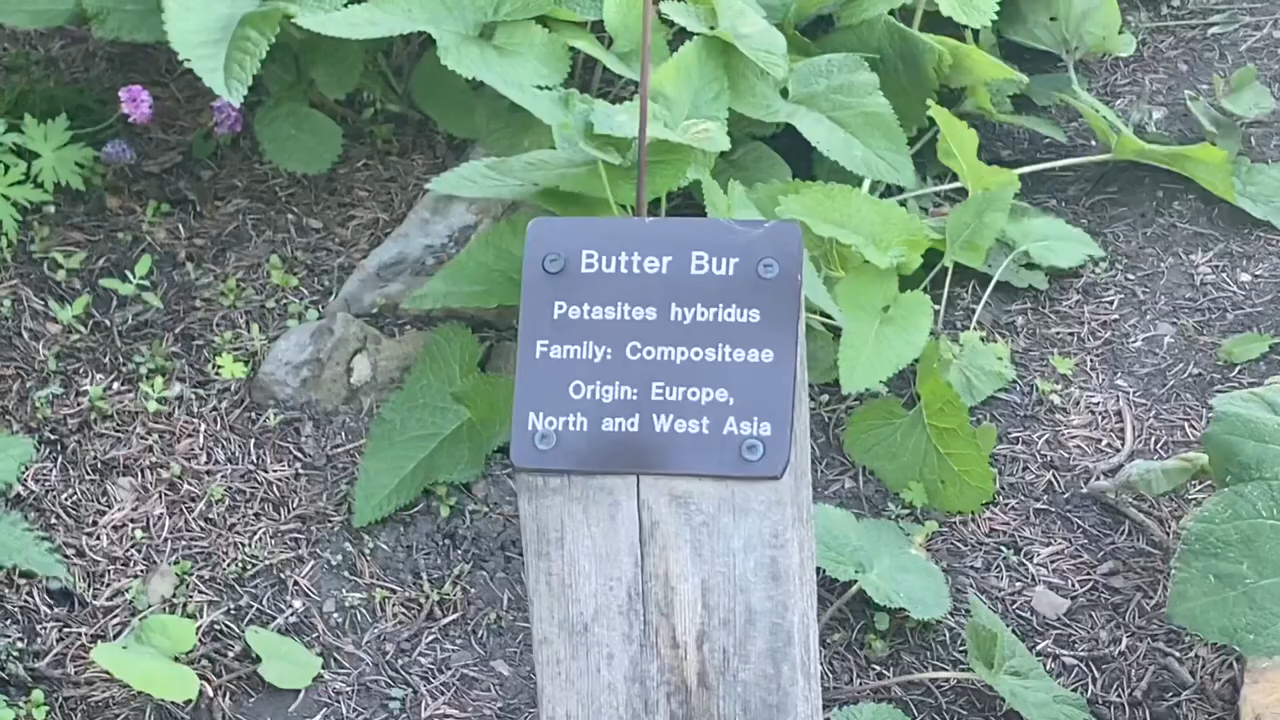 Butter Bur
Petasites hybridus
Family: Compositeae
Origin: Europe,
North and West Asia